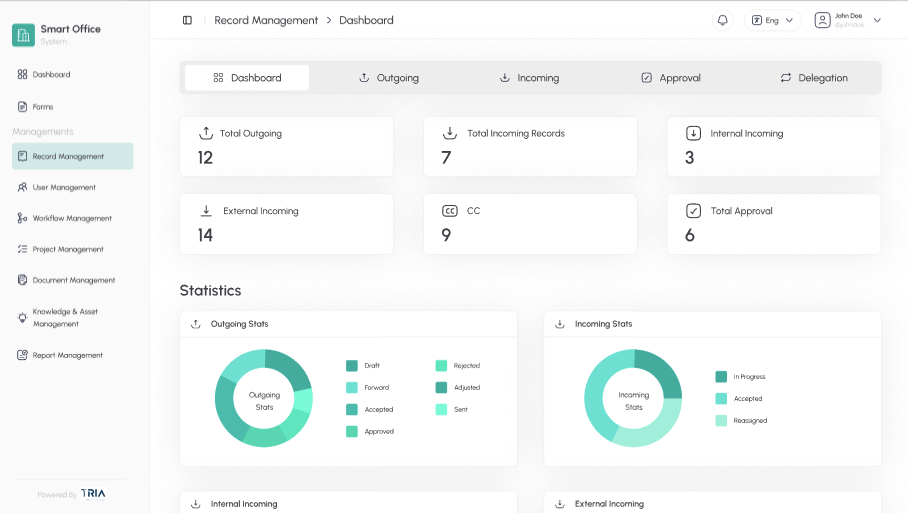 Smart Office
System
Dashboard
Forms
Managements
Record Management
User Management
Workflow Management
Project Management
Document Management
Knowledge & Asset
Management
Report Management
Powered By TRIA
Record Management > Dashboard
Eng
John Doe
@johndoe
Dashboard
Outgoing
Incoming
Approval
Delegation
Total Outgoing
12
Total Incoming Records
7
Internal Incoming
3
External Incoming
14
CC
CC
9
Total Approval
6
Statistics
Outgoing Stats
Outgoing
Stats
Draft
Forward
Accepted
Approved
Rejected
Adjusted
Sent
Incoming Stats
Incoming
Stats
In Progress
Accepted
Reassigned
Internal Incoming
External Incoming